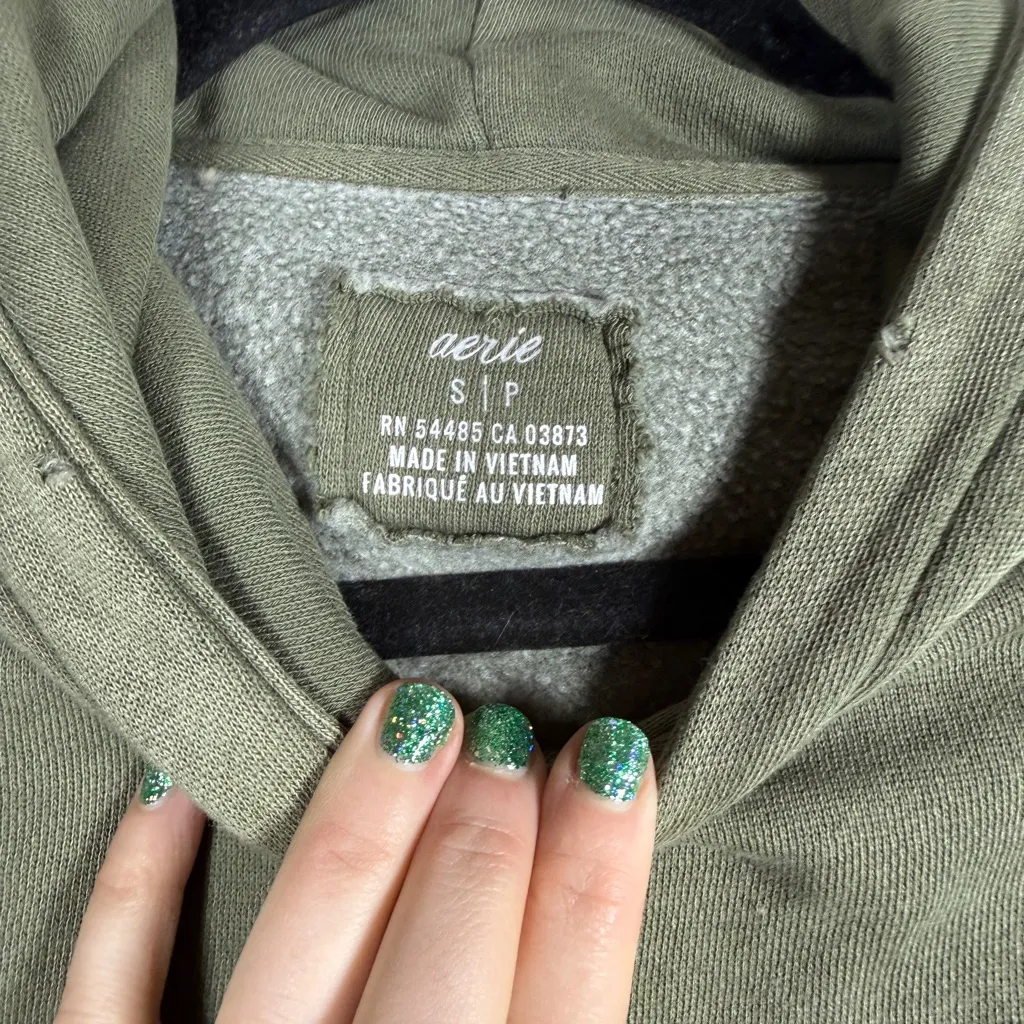 aerie
S | P
RN 54485 CA 03873
MADE IN VIETNAM
FABRIQUÉ AU VIETNAM